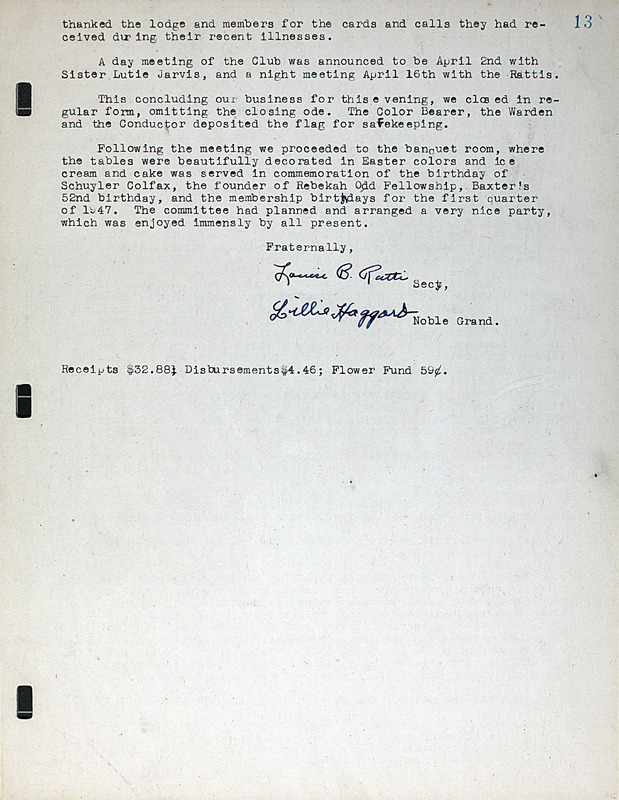 13
thanked the lodge and members for the cards and calls they had re-
ceived during their recent illnesses.
A day meeting of the Club was announced to be April 2nd with
Sister Lutie Jarvis, and a night meeting April 16th with the Rattis.
This concluding our business for this evening, we closed in re-
gular form, omitting the closing ode. The Color Bearer, the Warden
and the Conductor deposited the flag for safekeeping.
Following the meeting we proceeded to the banquet room, where
the tables were beautifully decorated in Easter colors and ice
cream and cake was served in commemoration of the birthday of
Schuyler Colfax, the founder of Rebekah Odd Fellowship, Baxter's
52nd birthday, and the membership birthdays for the first quarter
of 1947. The committee had planned and arranged a very nice party,
which was enjoyed immensly by all present.
Fraternally,
Louise B. Ratti Secy,
Lillie Haggard Noble Grand.
Receipts $32.88; Disbursements $4.46; Flower Fund 59¢.